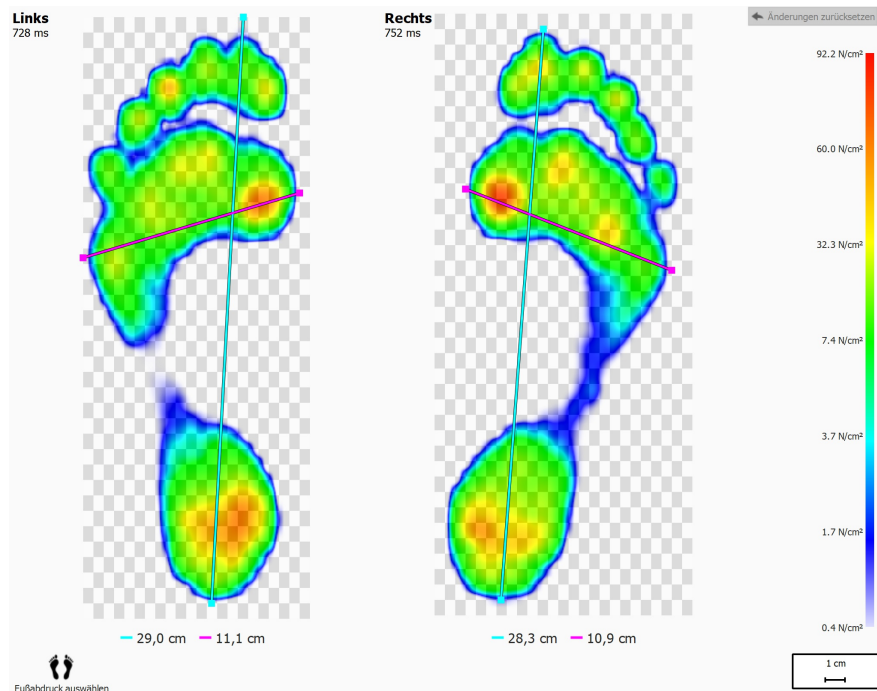 Links
728 ms
Rechts
752 ms
Änderungen zurücksetzen
92.2 N/cm²
60.0 N/cm²
32.3 N/cm²
7.4 N/cm²
3.7 N/cm²
1.7 N/cm²
0.4 N/cm²
29,0 cm 11,1 cm
28,3 cm 10,9 cm
1 cm
Fußabdruck auswählen